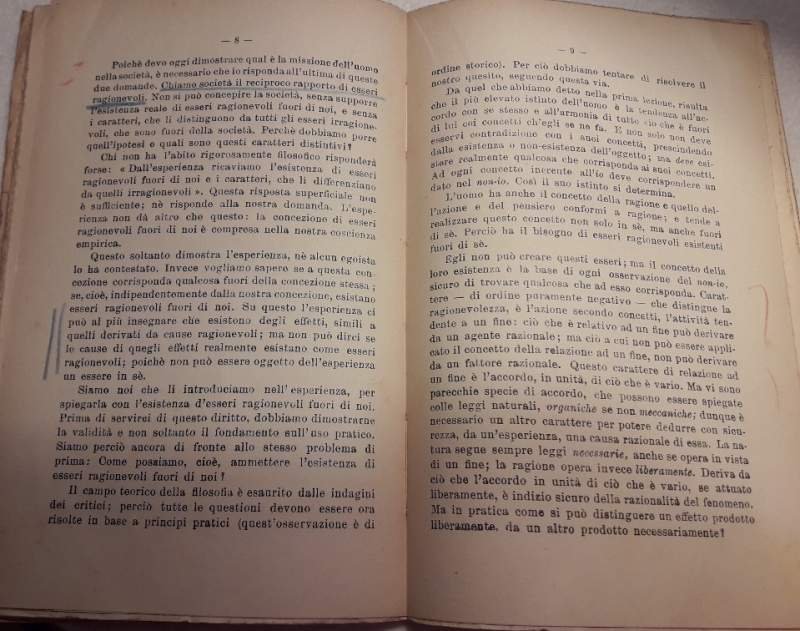 — 8 —
Poichè devo oggi dimostrare qual è la missione dell'uomo
nella società, è necessario che io risponda all'ultima di queste
due domande. Chiamo società il reciproco rapporto di esseri
ragionevoli. Non si può concepire la società, senza supporre
l'esistenza reale di esseri ragionevoli fuori di noi, e senza
i caratteri, che li distinguono da tutti gli esseri irragione-
voli, che sono fuori della società. Perchè dobbiamo porre
quell'ipotesi e quali sono questi caratteri distintivi?
Chi non ha l'abito rigorosamente filosofico risponderà
forse: « Dall'esperienza ricaviamo l'esistenza di esseri
ragionevoli fuori di noi e i caratteri, che li differenziano
da quelli irragionevoli ». Questa risposta superficiale non
è sufficiente; nè risponde alla nostra domanda. L'espe-
rienza non dà altro che questo: la concezione di esseri
ragionevoli fuori di noi è compresa nella nostra coscienza
empirica.
Questo soltanto dimostra l'esperienza, nè alcun egoista
lo ha contestato. Invece vogliamo sapere se a questa con-
cezione corrisponda qualcosa fuori della concezione stessa;
se, cioè, indipendentemente dalla nostra concezione, esistano
esseri ragionevoli fuori di noi. Su questo l'esperienza ci
può al più insegnare che esistono degli effetti, simili a
quelli derivati da cause ragionevoli; ma non può dirci se
le cause di quegli effetti realmente esistano come esseri
ragionevoli; poichè non può essere oggetto dell'esperienza
un essere in sè.
Siamo noi che li introduciamo nell'esperienza, per
spiegarla con l'esistenza d'esseri ragionevoli fuori di noi.
Prima di servirci di questo diritto, dobbiamo dimostrarne
la validità e non soltanto il fondamento sull'uso pratico.
Siamo perciò ancora di fronte allo stesso problema di
prima: Come possiamo, cioè, ammettere l'esistenza di
esseri ragionevoli fuori di noi?
Il campo teorico della filosofia è esaurito dalle indagini
dei critici; perciò tutte le questioni devono essere ora
risolte in base a principi pratici (quest'osservazione è di
— 9 —
ordine storico). Per ciò dobbiamo tentare di risolvere il
nostro quesito, seguendo questa via.
Da quel che abbiamo detto nella prima lezione, risulta
che il più elevato istinto dell'uomo è la tendenza all'ac-
cordo con se stesso e all'armonia di tutto ciò che è fuori
di lui coi concetti ch'egli se ne fa. E non solo non deve
esservi contradizione con i anoi concetti, prescindendo
dalla esistenza o non-esistenza dell'oggetto; ma deve esi-
stere realmente qualcosa che corrisponda ai suoi concetti.
Ad ogni concetto inerente all'io deve corrispondere un
dato nel non-io. Così il suo istinto si determina.
L'uomo ha anche il concetto della ragione e quello del-
l'azione e del pensiero conformi a ragione; e tende a
realizzare questo concetto non solo in sè, ma anche fuori
di sè. Perciò ha il bisogno di esseri ragionevoli esistenti
fuori di sè.
Egli non può creare questi esseri; ma il concetto della
loro esistenza è la base di ogni osservazione del non-io,
sicuro di trovare qualcosa che ad esso corrisponda. Carat-
tere — di ordine puramente negativo — che distingue la
ragionevolezza, è l'azione secondo concetti, l'attività ten-
dente a un fine: ciò che è relativo ad un fine può derivare
da un agente razionale; ma ciò a cui non può essere appli-
cato il concetto della relazione ad un fine, non può derivare
da un fattore razionale. Questo carattere di relazione ad
un fine è l'accordo, in unità, di ciò che è vario. Ma vi sono
parecchie specie di accordo, che possono essere spiegate
colle leggi naturali, organiche se non meccaniche; dunque è
necessario un altro carattere per potere dedurre con sicu-
rezza, da un'esperienza, una causa razionale di essa. La na-
tura segue sempre leggi necessarie, anche se opera in vista
di un fine; la ragione opera invece liberamente. Deriva da
ciò che l'accordo in unità di ciò che è vario, se attuato
liberamente, è indizio sicuro della razionalità del fenomeno.
Ma in pratica come si può distinguere un effetto prodotto
liberamente, da un altro prodotto necessariamente?